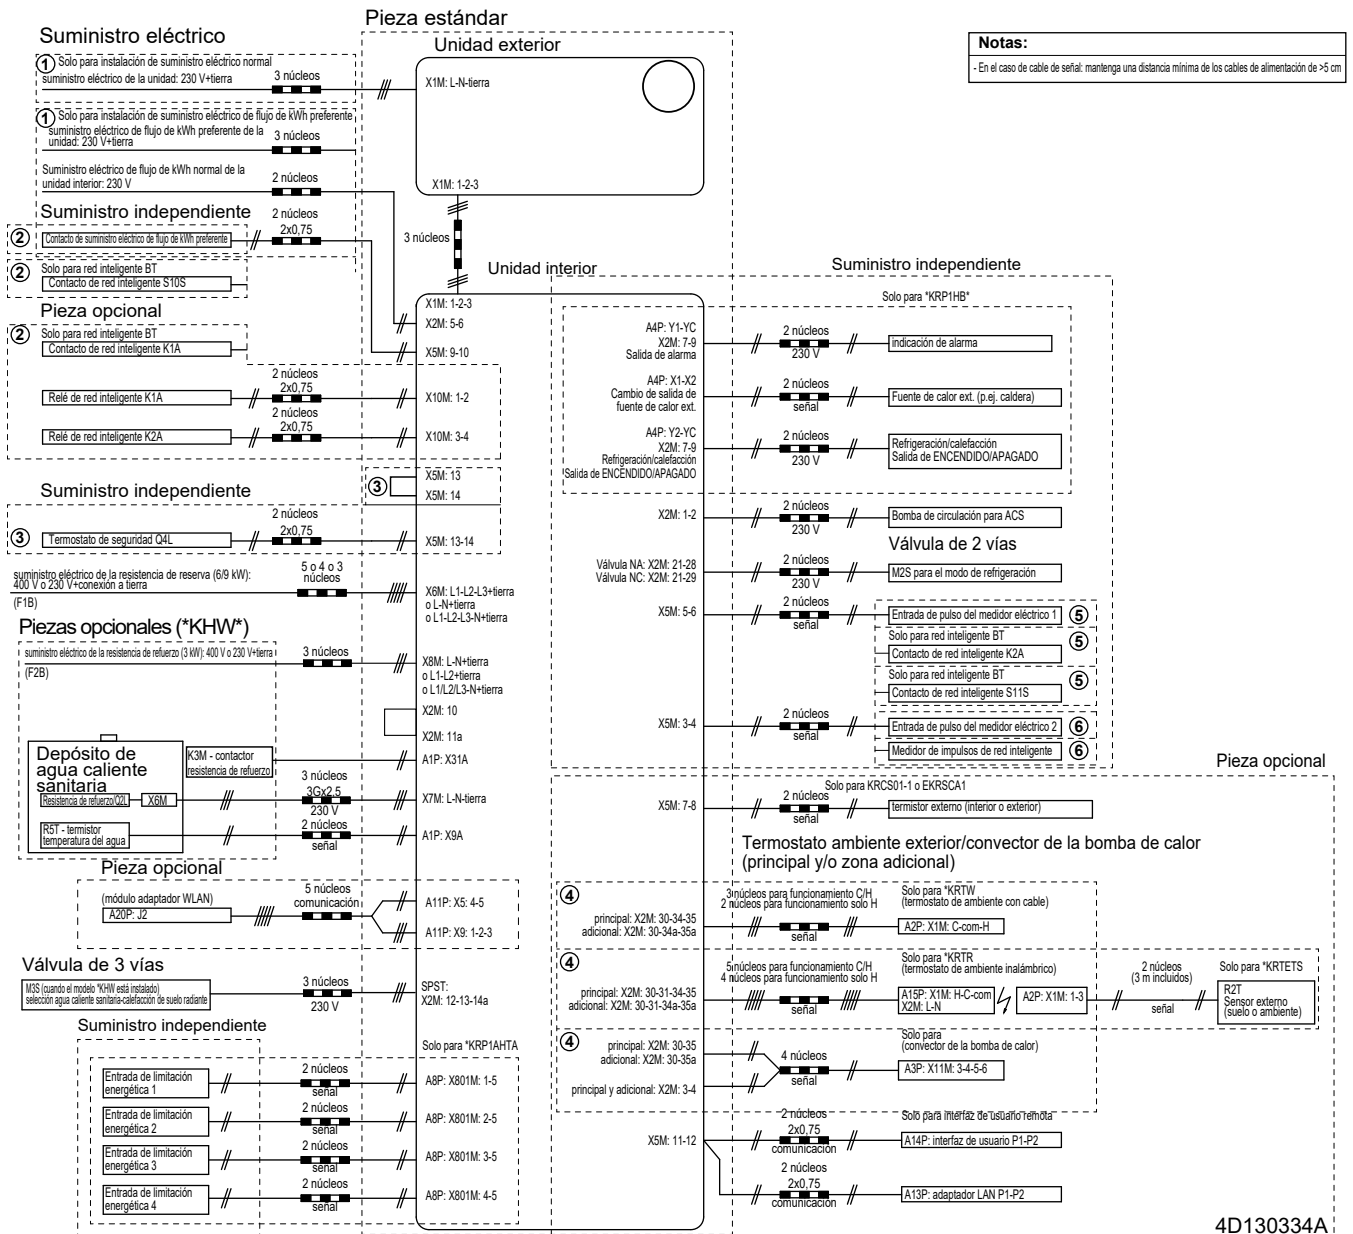 Pieza estándar
Suministro eléctrico
Unidad exterior
Notas:
- En el caso de cable de señal: mantenga una distancia mínima de los cables de alimentación de >5 cm
1
Solo para instalación de suministro eléctrico normal
suministro eléctrico de la unidad: 230 V+tierra
3 núcleos
X1M: L-N-tierra
1
Solo para instalación de suministro eléctrico de flujo de kWh preferente
suministro eléctrico de flujo de kWh preferente de la
unidad: 230 V+tierra
3 núcleos
Suministro eléctrico de flujo de kWh normal de la
unidad interior: 230 V
2 núcleos
X1M: 1-2-3
3 núcleos
Suministro independiente
2 núcleos
2x0,75
2
Contacto de suministro eléctrico de flujo de kWh preferente
2
Solo para red inteligente BT
Contacto de red inteligente S10S
Unidad interior
Pieza opcional
2
Solo para red inteligente BT
Contacto de red inteligente K1A
X1M: 1-2-3
X2M: 5-6
X5M: 9-10
2 núcleos
2x0,75
Relé de red inteligente K1A
X10M: 1-2
2 núcleos
2x0,75
Relé de red inteligente K2A
X10M: 3-4
3
X5M: 13
X5M: 14
Suministro independiente
3
Termostato de seguridad Q4L
2 núcleos
2x0,75
X5M: 13-14
suministro eléctrico de la resistencia de reserva (6/9 kW):
400 V o 230 V+conexión a tierra
(F1B)
5 o 4 o 3
núcleos
X6M: L1-L2-L3+tierra
o L-N+tierra
o L1-L2-L3-N+tierra
Piezas opcionales (*KHW*)
suministro eléctrico de la resistencia de refuerzo (3 kW): 400 V o 230 V+tierra
(F2B)
3 núcleos
X8M: L-N+tierra
o L1-L2+tierra
o L1/L2/L3-N+tierra
X2M: 10
X2M: 11a
Depósito de
agua caliente
sanitaria
K3M - contactor
resistencia de refuerzo
A1P: X31A
Resistencia de refuerzo/Q2L
X6M
3 núcleos
3Gx2,5
230 V
X7M: L-N-tierra
R5T - termistor
temperatura del agua
2 núcleos
señal
A1P: X9A
Pieza opcional
(módulo adaptador WLAN)
A20P: J2
5 núcleos
comunicación
A11P: X5: 4-5
A11P: X9: 1-2-3
Válvula de 3 vías
M3S (cuando el modelo *KHW está instalado)
selección agua caliente sanitaria-calefacción de suelo radiante
3 núcleos
230 V
SPST:
X2M: 12-13-14a
Suministro independiente
Solo para *KRP1AHTA
Entrada de limitación
energética 1
2 núcleos
señal
A8P: X801M: 1-5
Entrada de limitación
energética 2
2 núcleos
señal
A8P: X801M: 2-5
Entrada de limitación
energética 3
2 núcleos
señal
A8P: X801M: 3-5
Entrada de limitación
energética 4
2 núcleos
señal
A8P: X801M: 4-5
Suministro independiente
Solo para *KRP1HB*
A4P: Y1-YC
X2M: 7-9
Salida de alarma
2 núcleos
230 V
indicación de alarma
A4P: X1-X2
Cambio de salida de
fuente de calor ext.
2 núcleos
señal
Fuente de calor ext. (p.ej. caldera)
A4P: Y2-YC
X2M: 7-9
Refrigeración/calefacción
Salida de ENCENDIDO/APAGADO
2 núcleos
230 V
Refrigeración/calefacción
Salida de ENCENDIDO/APAGADO
X2M: 1-2
2 núcleos
230 V
Bomba de circulación para ACS
Válvula de 2 vías
Válvula NA: X2M: 21-28
Válvula NC: X2M: 21-29
2 núcleos
230 V
M2S para el modo de refrigeración
X5M: 5-6
2 núcleos
señal
Entrada de pulso del medidor eléctrico 1
5
Solo para red inteligente BT
Contacto de red inteligente K2A
5
Solo para red inteligente BT
Contacto de red inteligente S11S
5
X5M: 3-4
2 núcleos
señal
Entrada de pulso del medidor eléctrico 2
6
Medidor de impulsos de red inteligente
6
Pieza opcional
Solo para KRCS01-1 o EKRSCA1
X5M: 7-8
2 núcleos
señal
termistor externo (interior o exterior)
Termostato ambiente exterior/convector de la bomba de calor
(principal y/o zona adicional)
4
3 núcleos para funcionamiento C/H
2 núcleos para funcionamiento solo H
Solo para *KRTW
(termostato de ambiente con cable)
principal: X2M: 30-34-35
adicional: X2M: 30-34a-35a
señal
A2P: X1M: C-com-H
4
5 núcleos para funcionamiento C/H
4 núcleos para funcionamiento solo H
Solo para *KRTR
(termostato de ambiente inalámbrico)
2 núcleos
(3 m incluidos)
Solo para *KRTETS
principal: X2M: 30-31-34-35
adicional: X2M: 30-31-34a-35a
señal
A15P: X1M: H-C-com
X2M: L-N
A2P: X1M: 1-3
señal
R2T
Sensor externo
(suelo o ambiente)
4
principal: X2M: 30-35
adicional: X2M: 30-35a
principal y adicional: X2M: 3-4
4 núcleos
señal
Solo para
(convector de la bomba de calor)
A3P: X11M: 3-4-5-6
X5M: 11-12
2 núcleos
2x0,75
comunicación
Solo para interfaz de usuario remota
A14P: interfaz de usuario P1-P2
2 núcleos
2x0,75
comunicación
A13P: adaptador LAN P1-P2
4D130334A